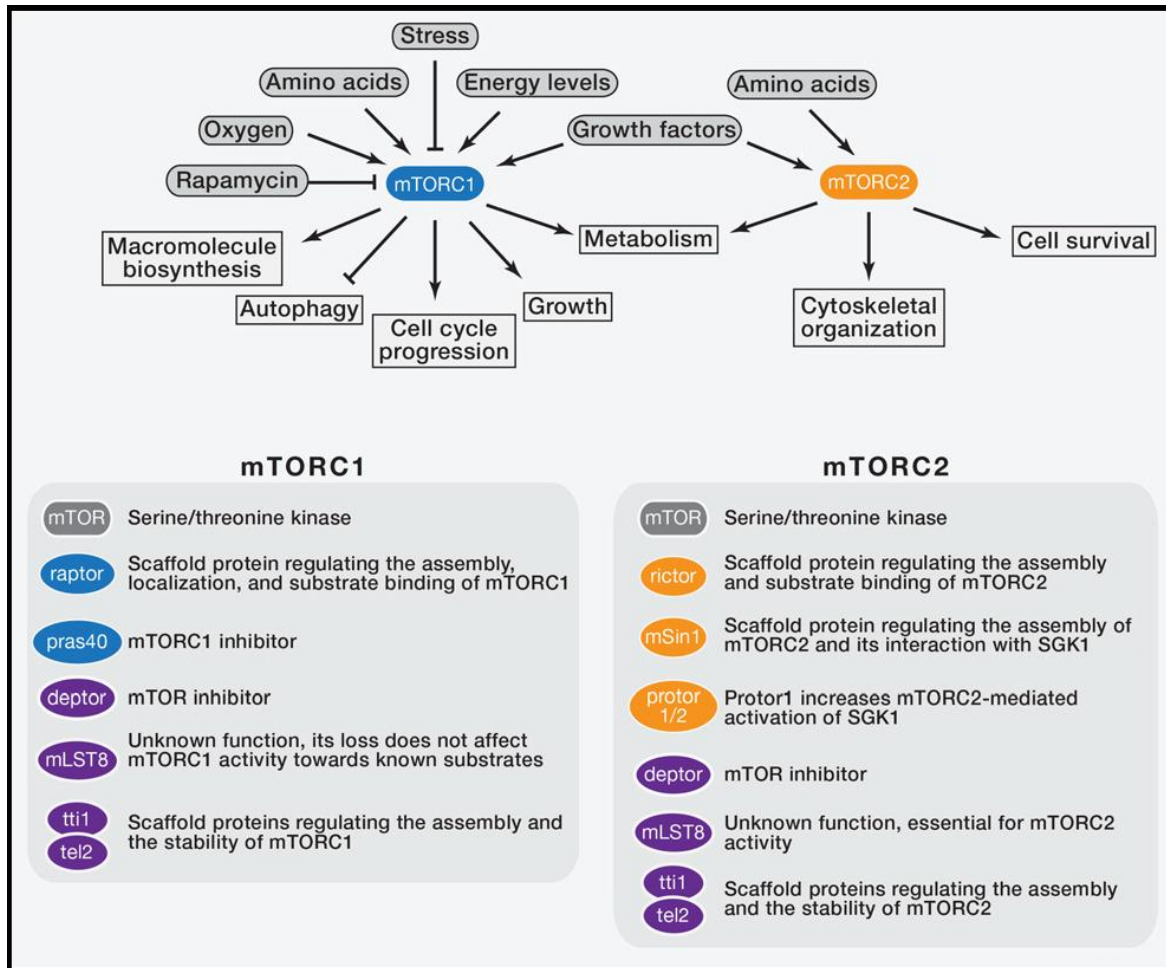 Stress
Amino acids
Energy levels
Amino acids
Oxygen
Growth factors
Rapamycin
mTORC1
mTORC2
Macromolecule
biosynthesis
Metabolism
Cell survival
Autophagy
Growth
Cell cycle
progression
Cytoskeletal
organization
mTORC1
mTOR
Serine/threonine kinase
raptor
Scaffold protein regulating the assembly,
localization, and substrate binding of mTORC1
pras40
mTORC1 inhibitor
deptor
mTOR inhibitor
mLST8
Unknown function, its loss does not affect
mTORC1 activity towards known substrates
tti1
tel2
Scaffold proteins regulating the assembly and
the stability of mTORC1
mTORC2
mTOR
Serine/threonine kinase
rictor
Scaffold protein regulating the assembly
and substrate binding of mTORC2
mSin1
Scaffold protein regulating the assembly of
mTORC2 and its interaction with SGK1
protor
1/2
Protor1 increases mTORC2-mediated
activation of SGK1
deptor
mTOR inhibitor
mLST8
Unknown function, essential for mTORC2
activity
tti1
tel2
Scaffold proteins regulating the assembly
and the stability of mTORC2